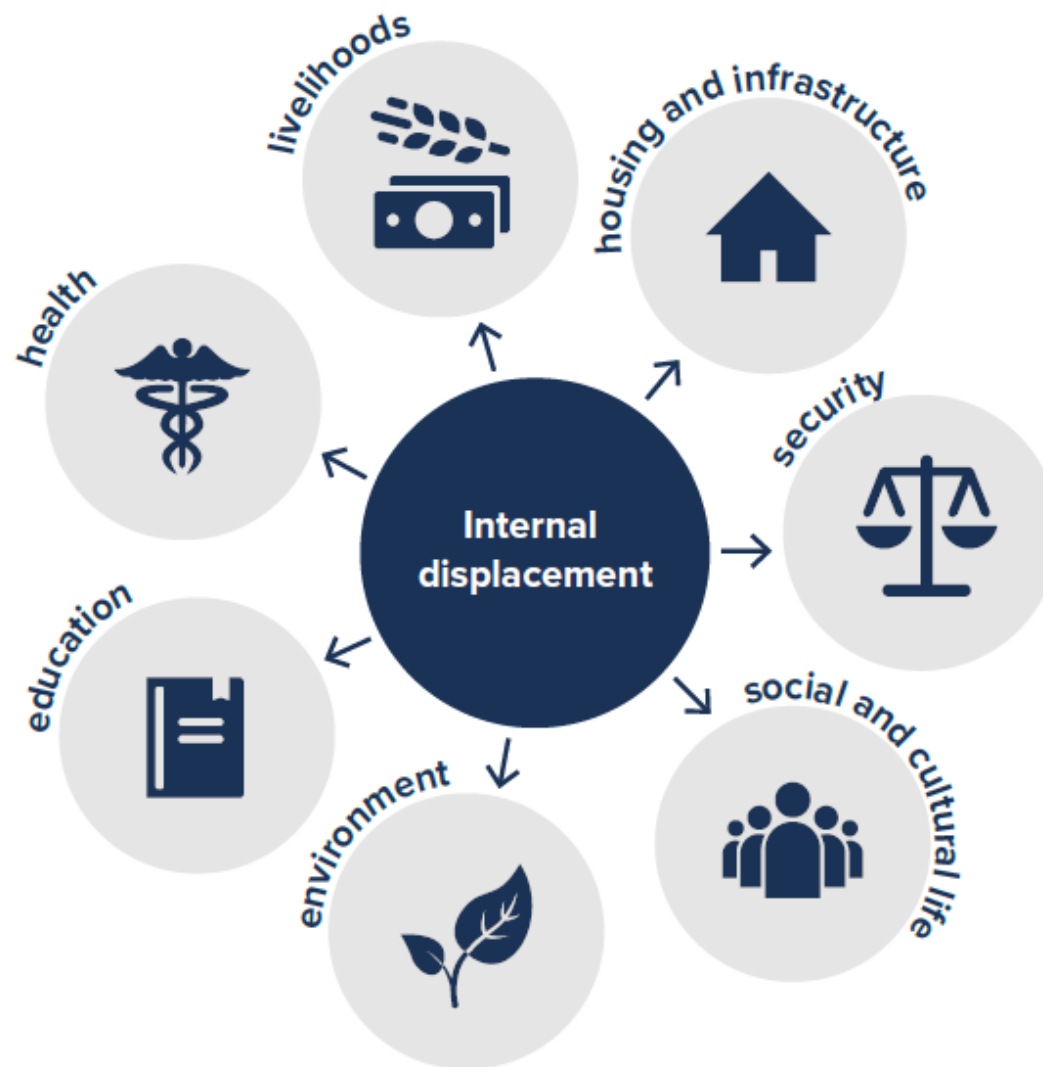 livelihoods
housing and infrastructure
health
security
Internal
displacement
education
social and cultural life
environment